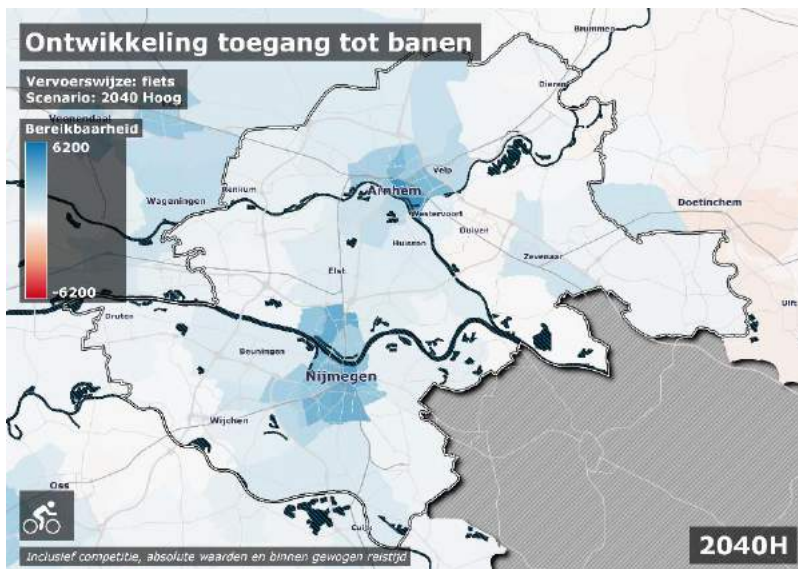 Ontwikkeling toegang tot banen
Brummen
Vervoerswijze: fiets
Scenario: 2040 Hoog
Dieren
Veenendaal
Bereikbaarheid
6200
Velp
Arnhem
Renkum
Wageningen
Doetinchem
Westervoort
Duiven
Huissen
Zevenaar
Elst
-6200
Ulft
Druten
Beuningen
Nijmegen
Wijchen
Oss
Cuijk
2040H
Inclusief competitie, absolute waarden en binnen gewogen reistijd